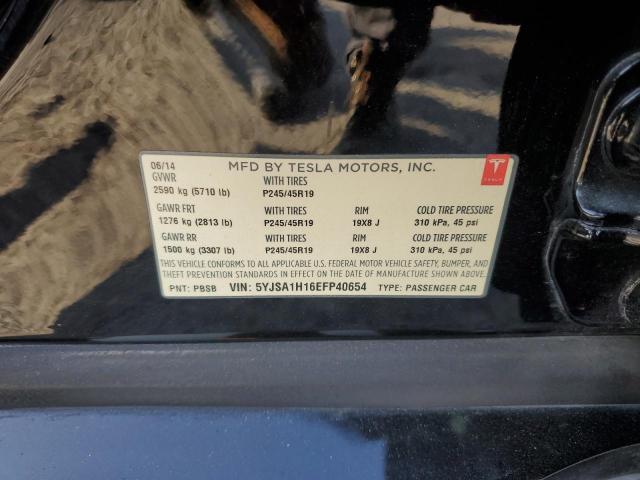 06/14 MFD BY TESLA MOTORS, INC.
GVWR WITH TIRES
2590 kg (5710 lb) P245/45R19
TESLA
GAWR FRT WITH TIRES RIM COLD TIRE PRESSURE
1276 kg (2813 lb) P245/45R19 19X8 J 310 kPa, 45 psi
GAWR RR WITH TIRES RIM COLD TIRE PRESSURE
1500 kg (3307 lb) P245/45R19 19X8 J 310 kPa, 45 psi
THIS VEHICLE CONFORMS TO ALL APPLICABLE U.S. FEDERAL MOTOR VEHICLE SAFETY, BUMPER, AND
THEFT PREVENTION STANDARDS IN EFFECT ON THE DATE OF MANUFACTURE SHOWN ABOVE.
PNT: PBSB VIN: 5YJSA1H16EFP40654 TYPE: PASSENGER CAR